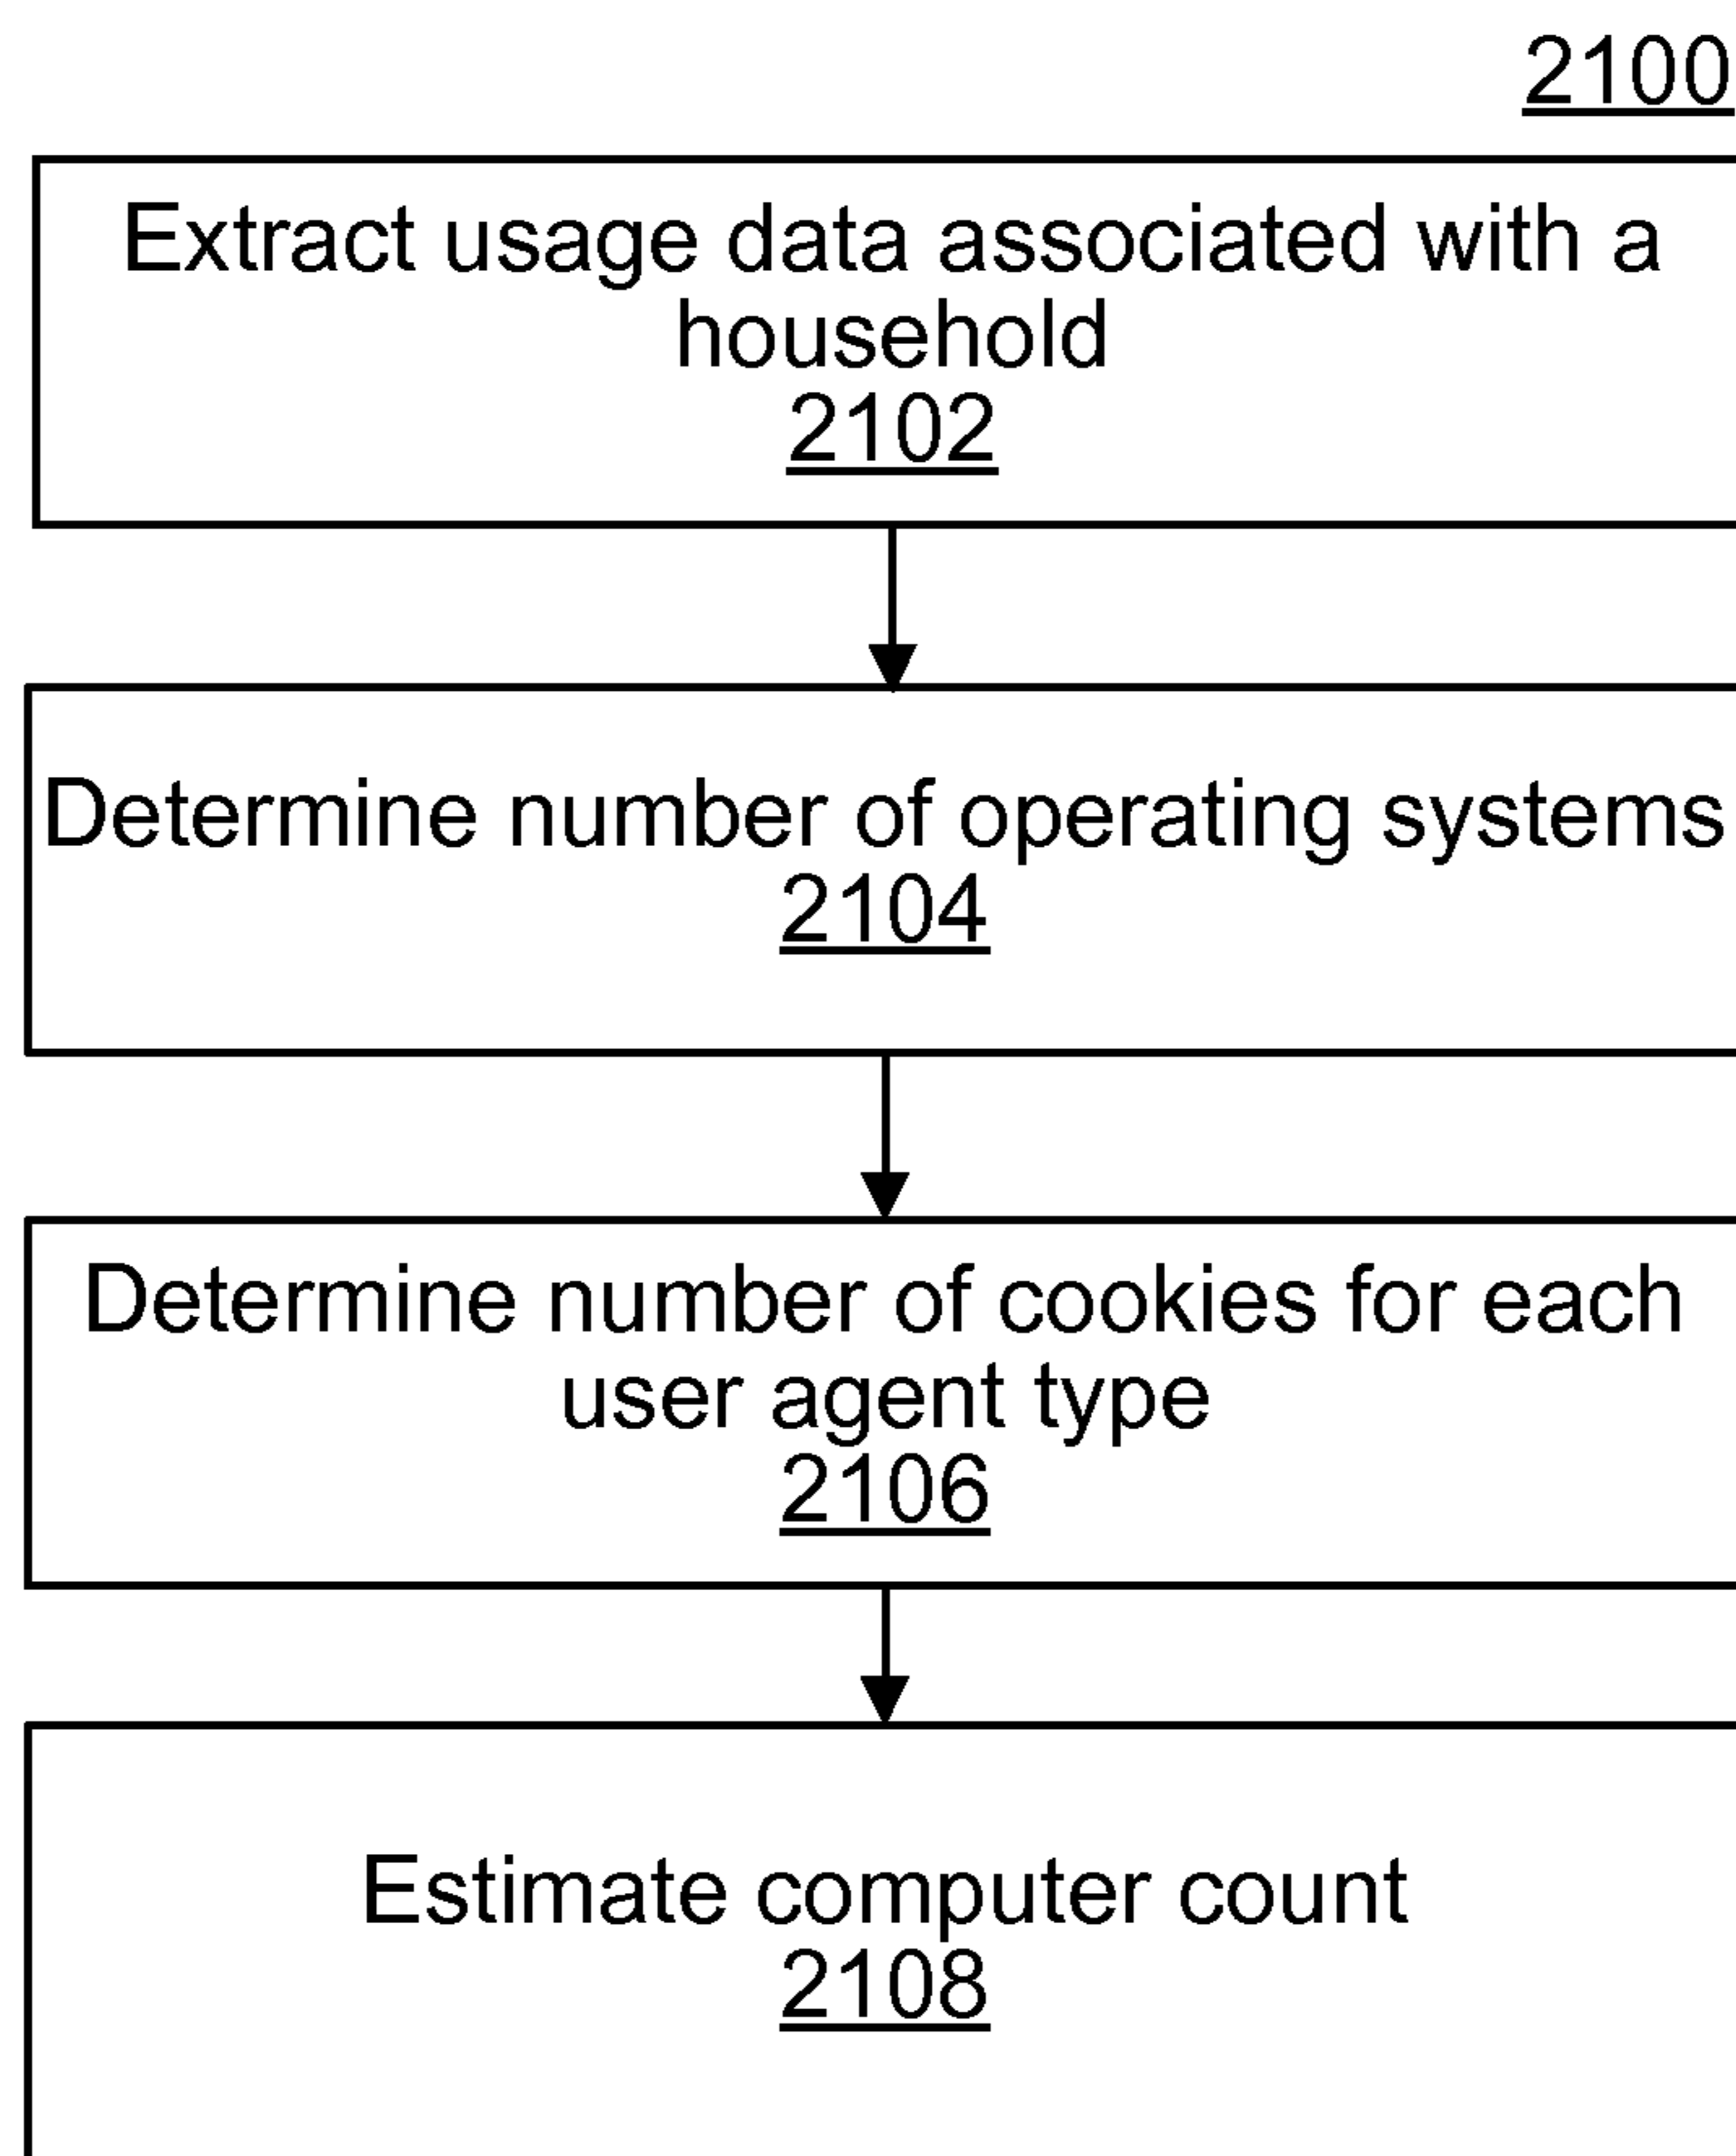 2100
Extract usage data associated with a
household
2102
Determine number of operating systems
2104
Determine number of cookies for each
user agent type
2106
Estimate computer count
2108